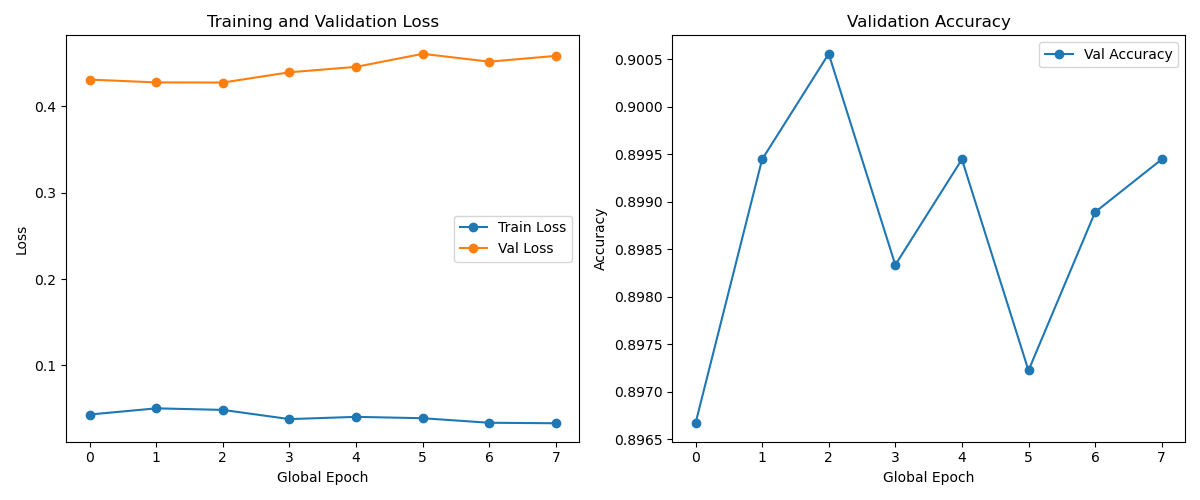 Training and Validation Loss
Loss
0.4
0.3
0.2
0.1
Train Loss
Val Loss
0 1 2 3 4 5 6 7
Global Epoch
Validation Accuracy
Accuracy
0.9005
0.9000
0.8995
0.8990
0.8985
0.8980
0.8975
0.8970
0.8965
Val Accuracy
0 1 2 3 4 5 6 7
Global Epoch